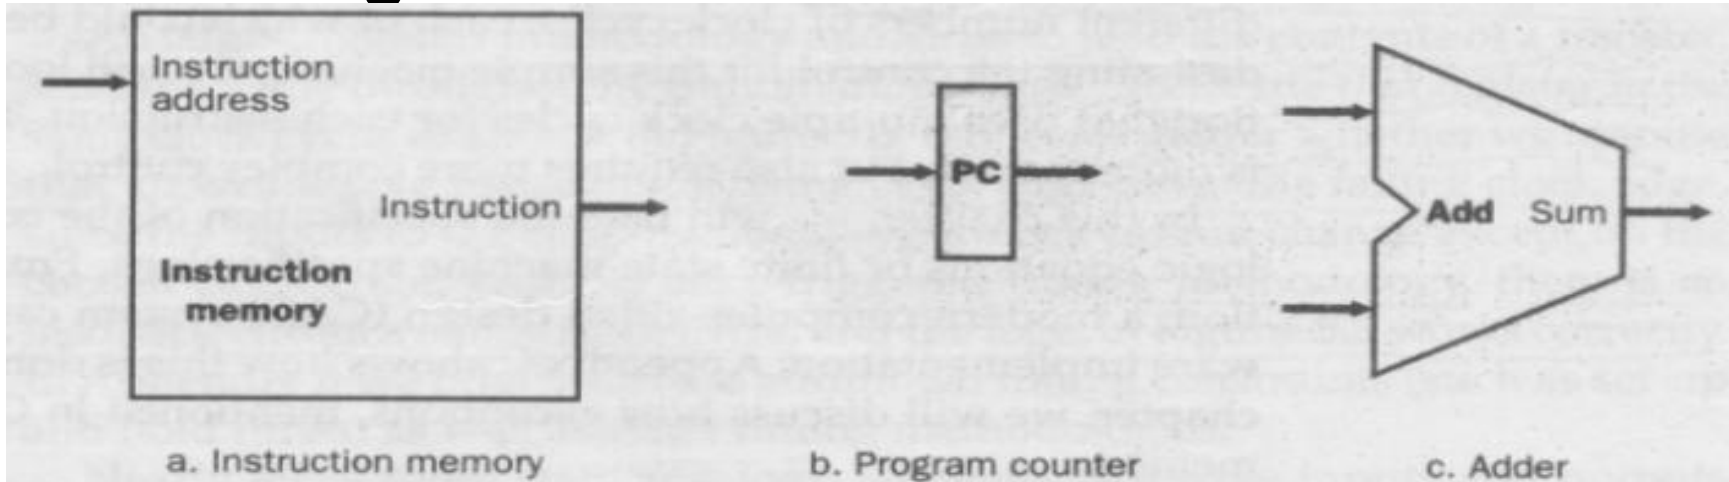 Instruction
address
Instruction
Instruction
memory
PC
Add Sum
a. Instruction memory
b. Program counter
c. Adder